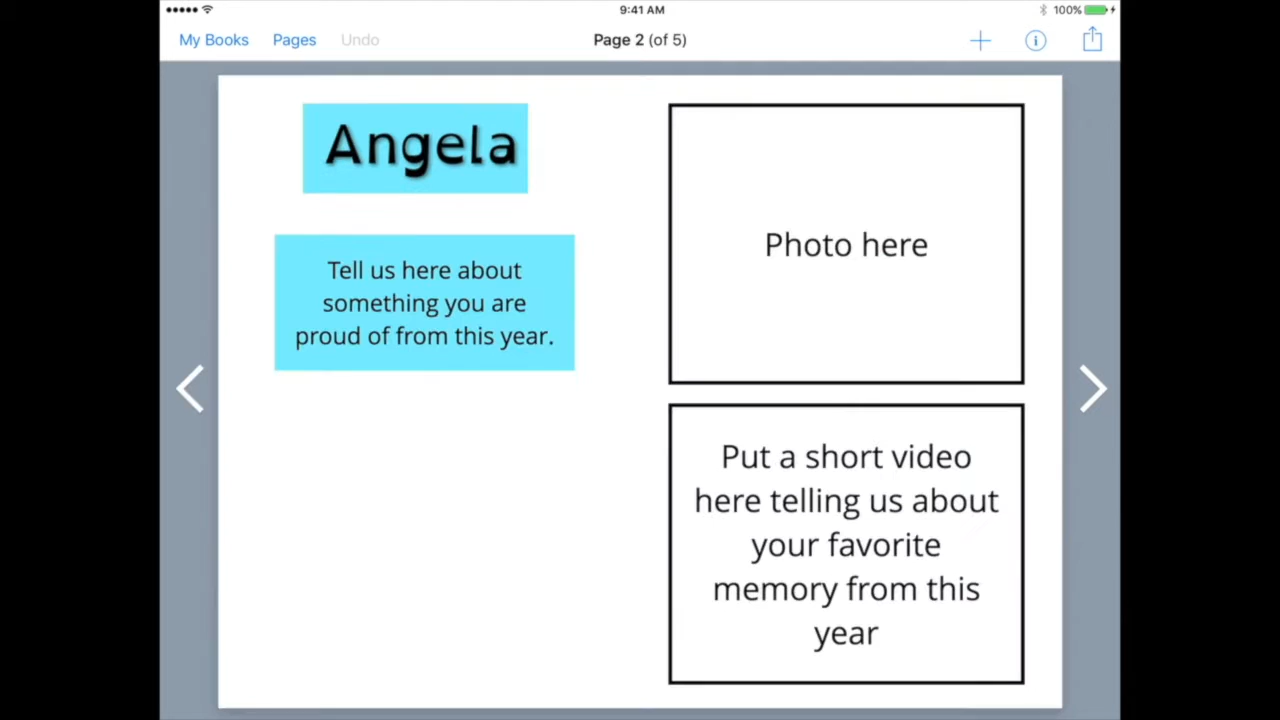 9:41 AM
100%
My Books
Pages
Undo
Page 2 (of 5)
Angela
Tell us here about
something you are
proud of from this year.
Photo here
Put a short video
here telling us about
your favorite
memory from this
year